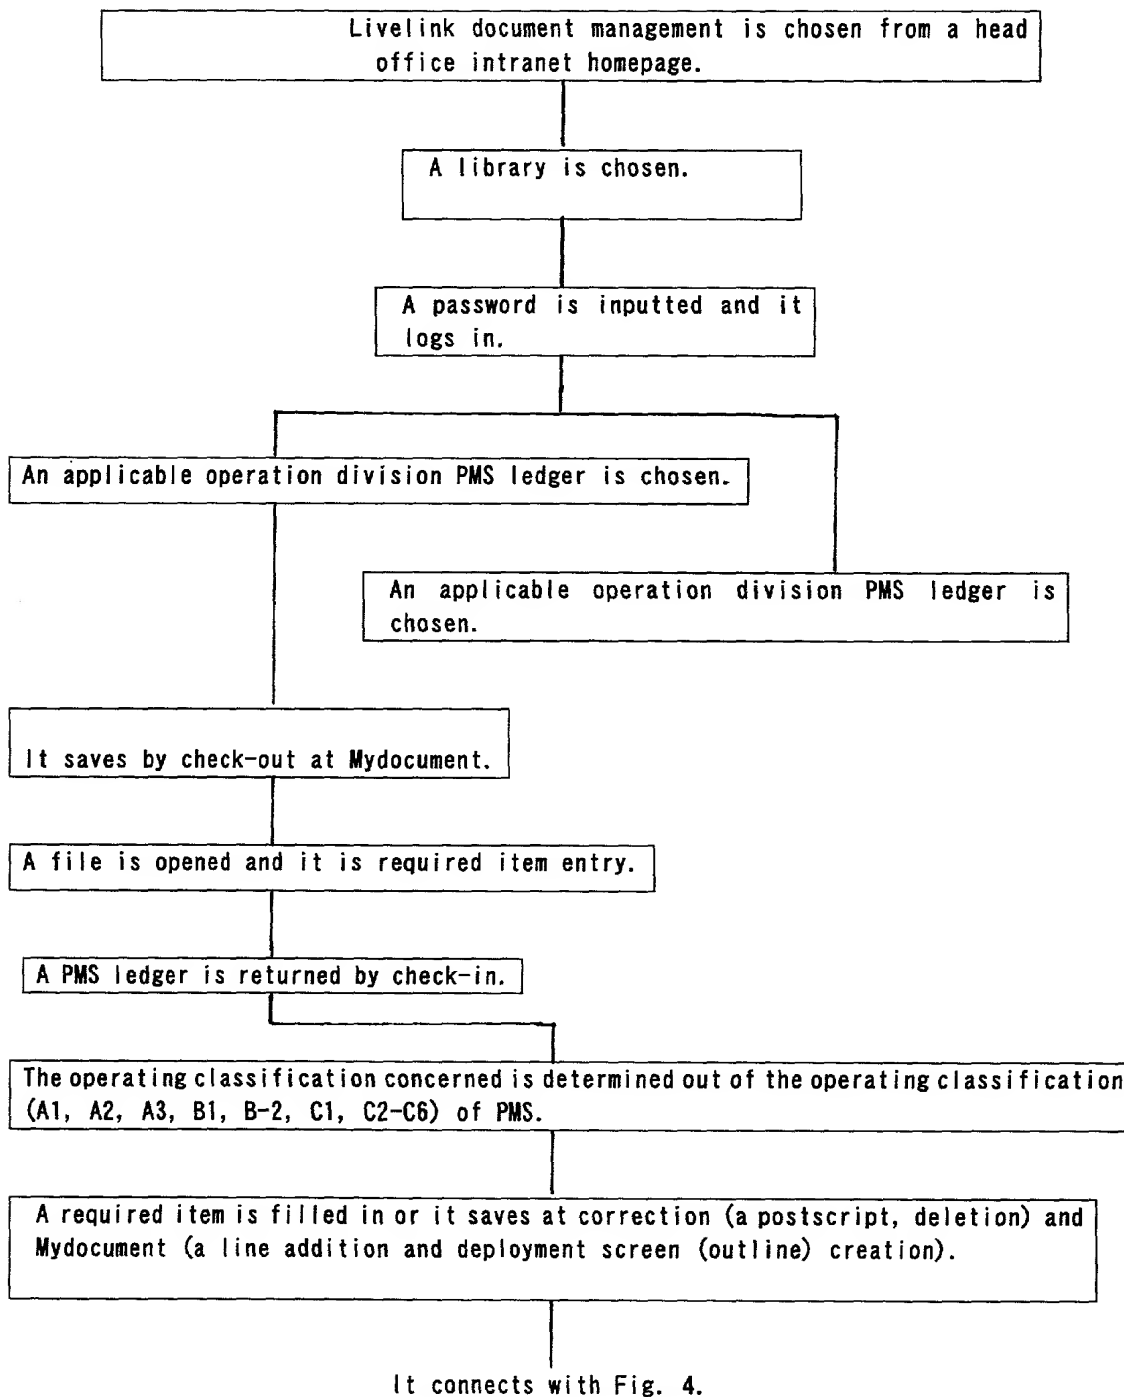 Livelink document management is chosen from a head
office intranet homepage.
A library is chosen.
A password is inputted and it
logs in.
An applicable operation division PMS ledger is chosen.
An applicable operation division PMS ledger is
chosen.
It saves by check-out at Mydocument.
A file is opened and it is required item entry.
A PMS ledger is returned by check-in.
The operating classification concerned is determined out of the operating classification
(A1, A2, A3, B1, B-2, C1, C2-C6) of PMS.
A required item is filled in or it saves at correction (a postscript, deletion) and
Mydocument (a line addition and deployment screen (outline) creation).
It connects with Fig. 4.